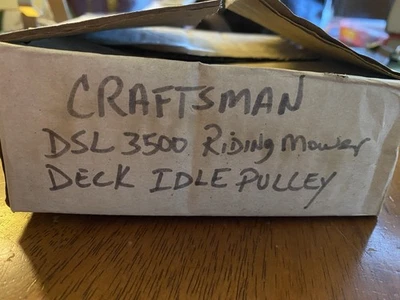 CRAFTSMAN
DSL 3500 Riding Mower
DECK IDLE PULLEY